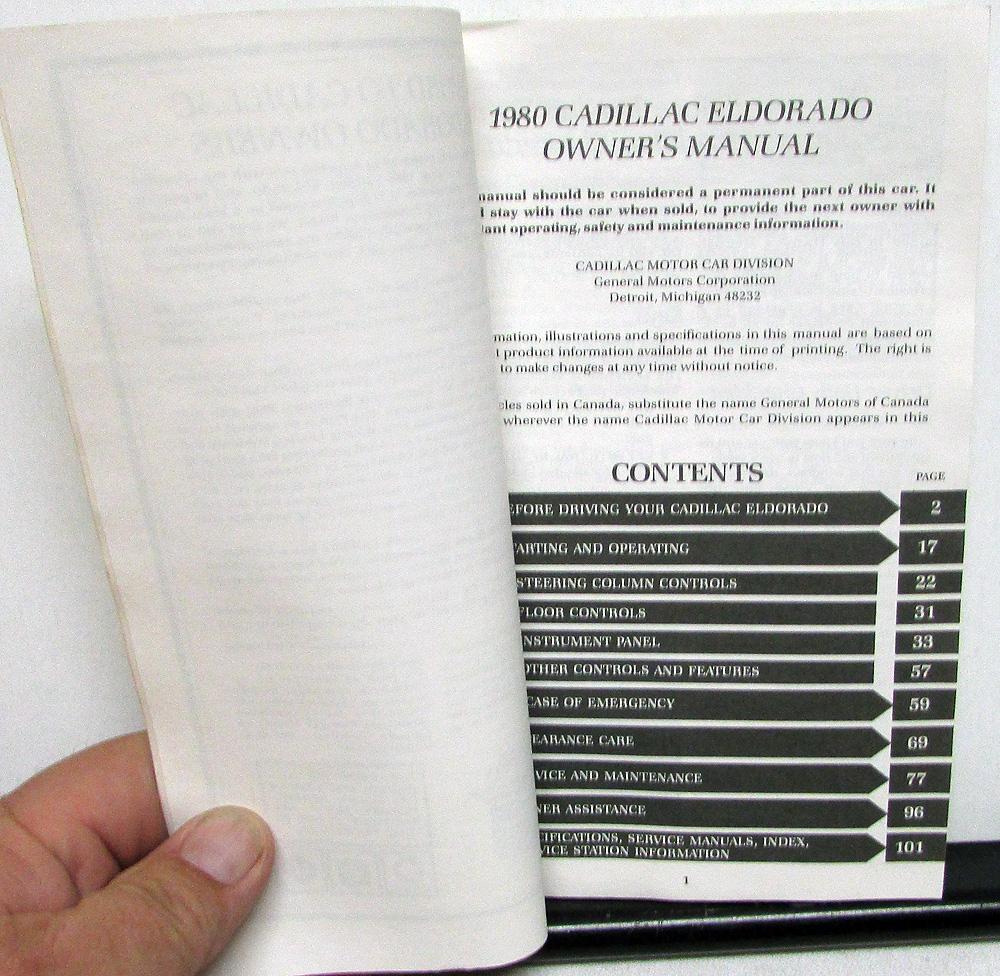 1980 CADILLAC ELDORADO
OWNER'S MANUAL
manual should be considered a permanent part of this car. It
stay with the car when sold, to provide the next owner with
operating, safety and maintenance information.
CADILLAC MOTOR CAR DIVISION
General Motors Corporation
Detroit, Michigan 48232
mation, illustrations and specifications in this manual are based on
t product information available at the time of printing. The right is
to make changes at any time without notice.
cles sold in Canada, substitute the name General Motors of Canada
wherever the name Cadillac Motor Car Division appears in this
CONTENTS PAGE
EFORE DRIVING YOUR CADILLAC ELDORADO 2
ARTING AND OPERATING 17
STEERING COLUMN CONTROLS 22
FLOOR CONTROLS 31
NSTRUMENT PANEL 33
OTHER CONTROLS AND FEATURES 57
CASE OF EMERGENCY 59
EARANCE CARE 69
VICE AND MAINTENANCE 77
NER ASSISTANCE 96
CIFICATIONS, SERVICE MANUALS, INDEX,
VICE STATION INFORMATION 101
1